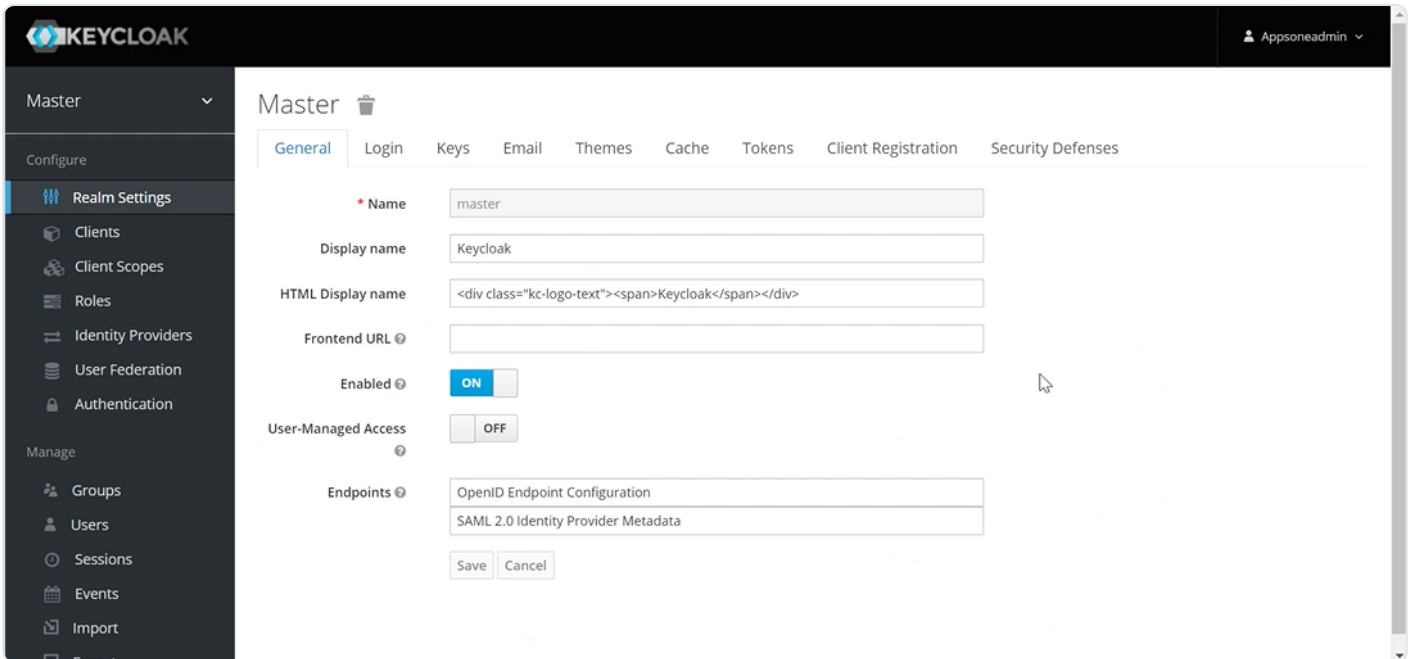 KEYCLOAK
Appsoneadmin
Master
Configure
Realm Settings
Clients
Client Scopes
Roles
Identity Providers
User Federation
Authentication
Manage
Groups
Users
Sessions
Events
Import
Master
General Login Keys Email Themes Cache Tokens Client Registration Security Defenses
* Name master
Display name Keycloak
HTML Display name <div class="kc-logo-text"><span>Keycloak</span></div>
Frontend URL
Enabled ON
User-Managed Access OFF
Endpoints OpenID Endpoint Configuration
SAML 2.0 Identity Provider Metadata
Save Cancel